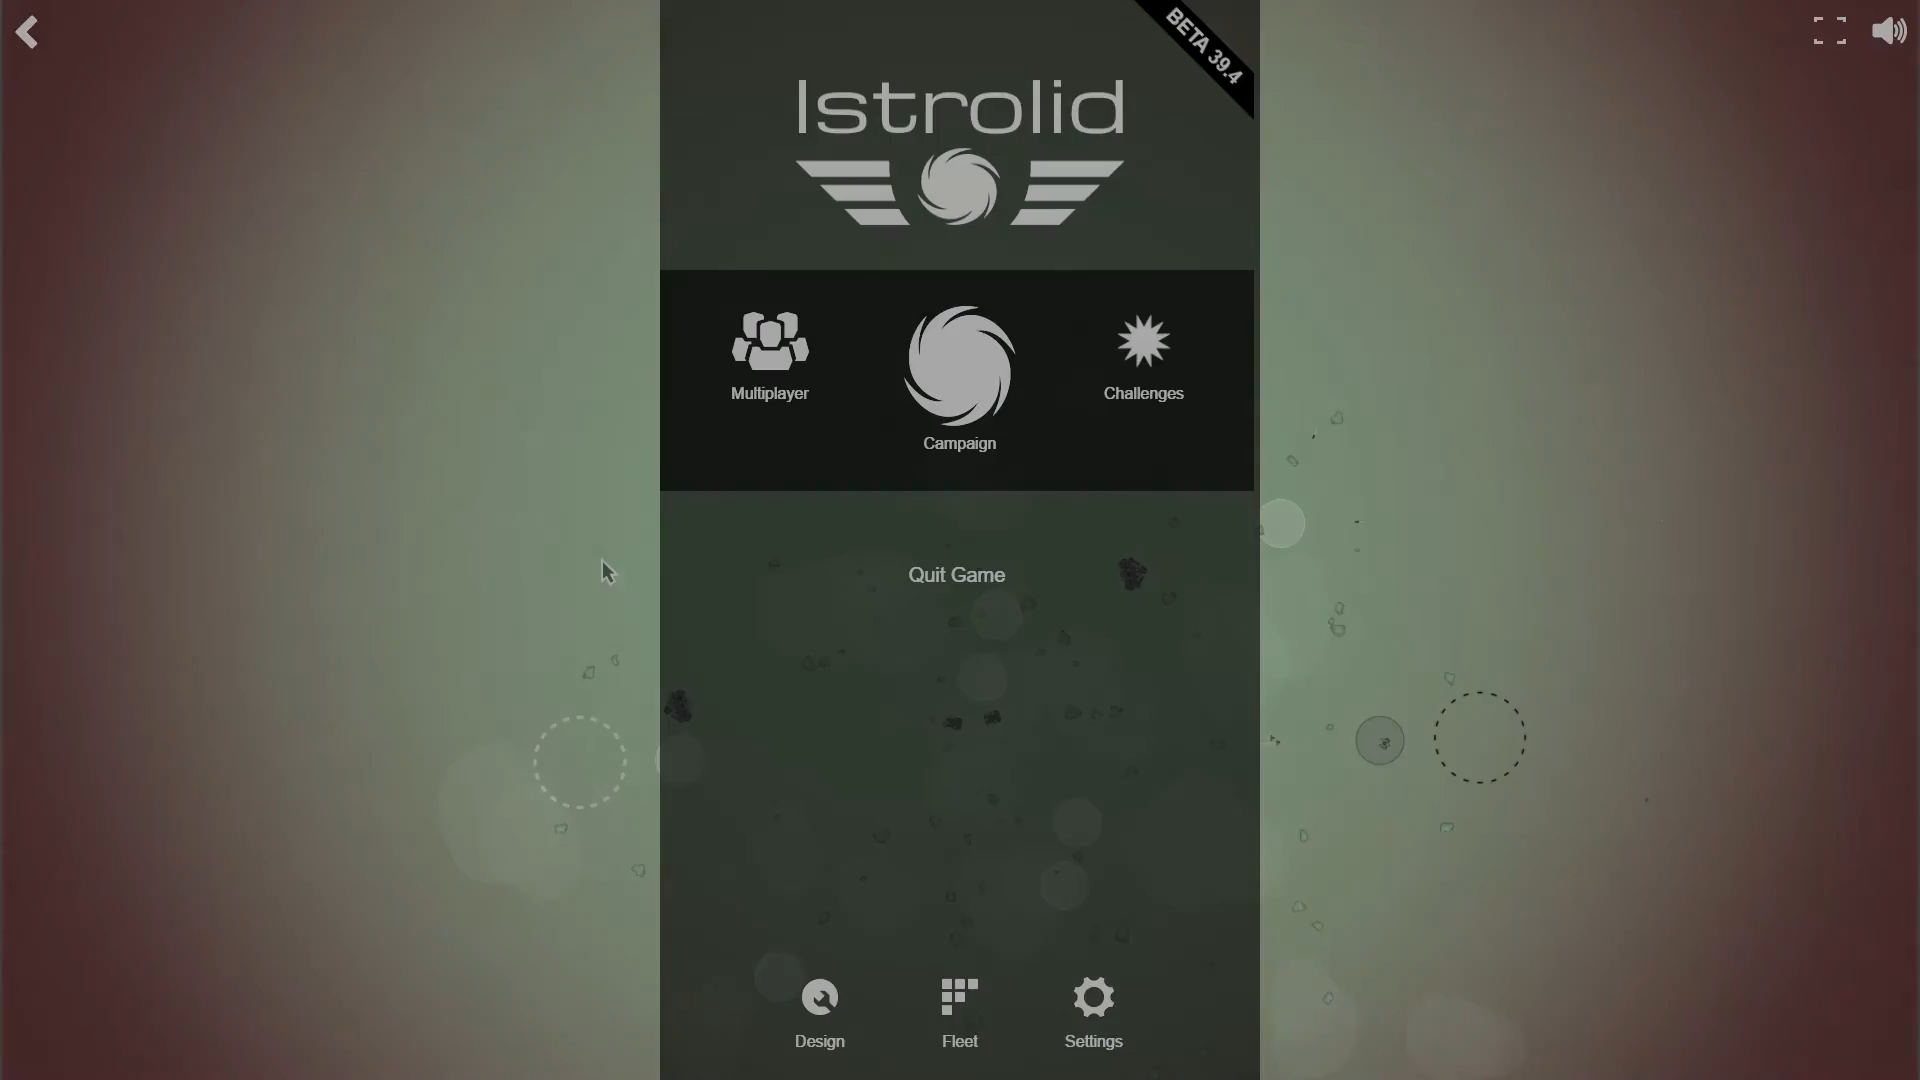 BETA 39.4
Istrolid
Multiplayer
Campaign
Challenges
Quit Game
Design
Fleet
Settings